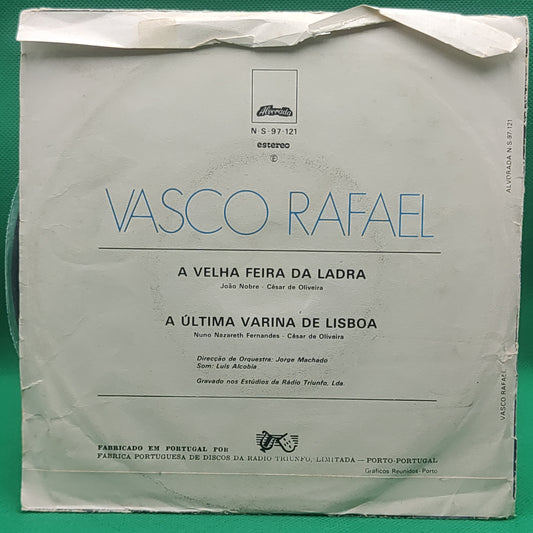 Alvorada
N·S-97-121
estereo
℗
VASCO RAFAEL
A VELHA FEIRA DA LADRA
João Nobre - César de Oliveira
A ÚLTIMA VARINA DE LISBOA
Nuno Nazareth Fernandes - César de Oliveira
Direcção de Orquestra: Jorge Machado
Som: Luís Alcobia
Gravado nos Estúdios da Rádio Triunfo, Lda.
FABRICADO EM PORTUGAL POR:
FÁBRICA PORTUGUESA DE DISCOS DA RÁDIO TRIUNFO, LIMITADA — PORTO-PORTUGAL
Gráficos Reunidos-Porto
ALVORADA N·S-97-121
VASCO RAFAEL